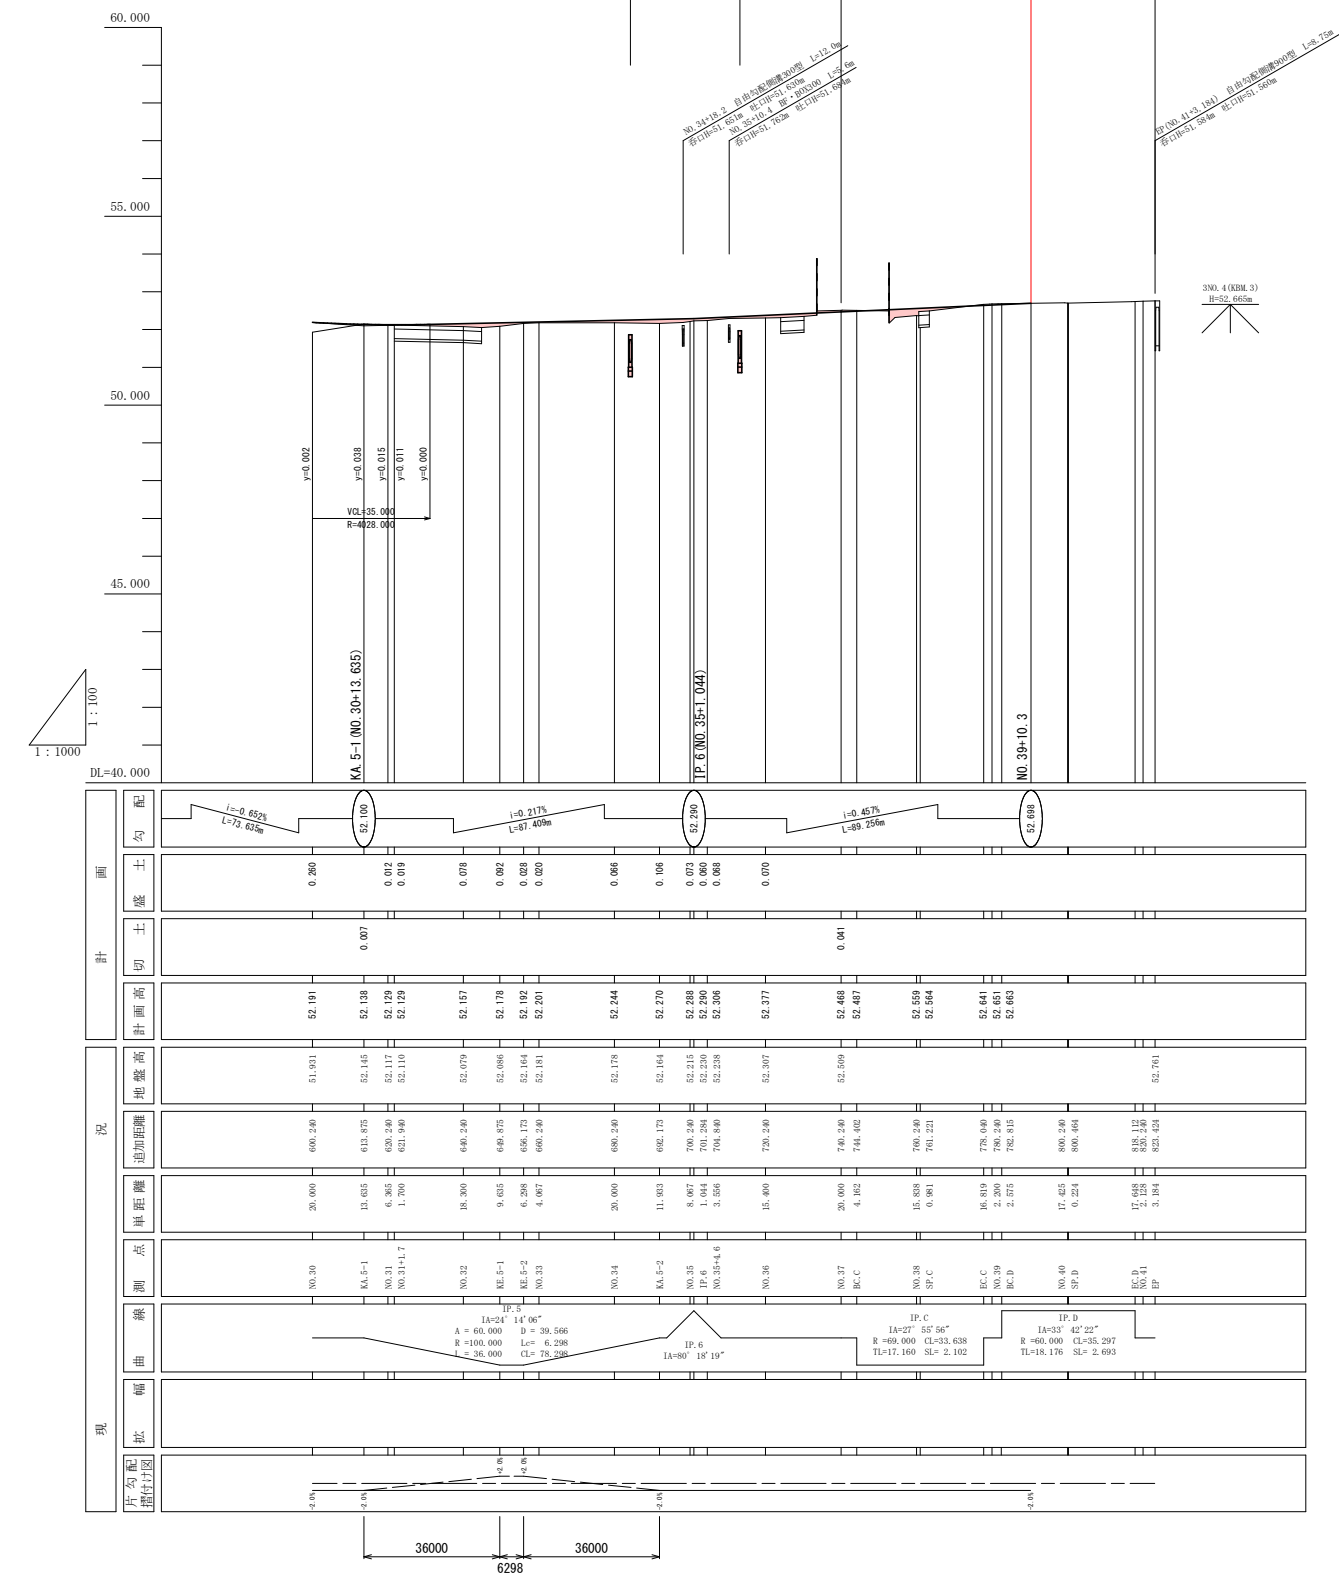 60.000
55.000
50.000
45.000
DL=40.000
1 : 100
1 : 1000
NO.34+18.2 自由勾配側溝300型 L=12.0m
呑口H=51.651m 吐口H=51.630m
NO.35+10.4 BF・BOX300 L=5.6m
呑口H=51.762m 吐口H=51.684m
EP(NO.41+3.184) 自由勾配側溝900型 L=8.75m
呑口H=51.584m 吐口H=51.560m
3NO.4(KBM.3)
H=52.665m
y=0.002
y=0.038
y=0.015
y=0.011
y=0.000
VCL=35.000
R=4028.000
KA.5-1(NO.30+13.635)
IP.6(NO.35+1.044)
NO.39+10.3
計 画
勾 配
i=-0.652%
L=73.635m
52.100
i=0.217%
L=87.409m
52.290
i=0.457%
L=89.256m
52.698
盛 土
0.260
0.012
0.019
0.078
0.092
0.028
0.020
0.066
0.106
0.073
0.060
0.068
0.070
切 土
0.007
0.041
計 画 高
52.191
52.138
52.129
52.129
52.157
52.178
52.192
52.201
52.244
52.270
52.288
52.290
52.306
52.377
52.468
52.487
52.559
52.564
52.641
52.651
52.663
現 況
地 盤 高
51.931
52.145
52.117
52.110
52.079
52.086
52.164
52.181
52.178
52.164
52.215
52.230
52.238
52.307
52.509
52.761
追加距離
600.240
613.875
620.240
621.940
640.240
649.875
656.173
660.240
680.240
692.173
700.240
701.284
704.840
720.240
740.240
744.402
760.240
761.221
778.040
780.240
782.815
800.240
800.464
818.112
820.240
823.424
単 距 離
20.000
13.635
6.365
1.700
18.300
9.635
6.298
4.067
20.000
11.933
8.067
1.044
3.556
15.400
20.000
4.162
15.838
0.981
16.819
2.200
2.575
17.425
0.224
17.648
2.128
3.184
測 点
NO.30
KA.5-1
NO.31
NO.31+1.7
NO.32
KE.5-1
KE.5-2
NO.33
NO.34
KA.5-2
NO.35
IP.6
NO.35+4.6
NO.36
NO.37
BC.C
NO.38
SP.C
EC.C
NO.39
BC.D
NO.40
SP.D
EC.D
NO.41
EP
曲 線
IP.5
IA=24° 14′06″
A = 60.000 D = 39.566
R =100.000 Lc= 6.298
L = 36.000 CL= 78.298
IP.6
IA=80° 18′19″
IP.C
IA=27° 55′56″
R =69.000 CL=33.638
TL=17.160 SL= 2.102
IP.D
IA=33° 42′22″
R =60.000 CL=35.297
TL=18.176 SL= 2.693
拡 幅
片 勾 配
摺付け図
-2.0%
-2.0%
+2.0%
+2.0%
-2.0%
-2.0%
36000
6298
36000